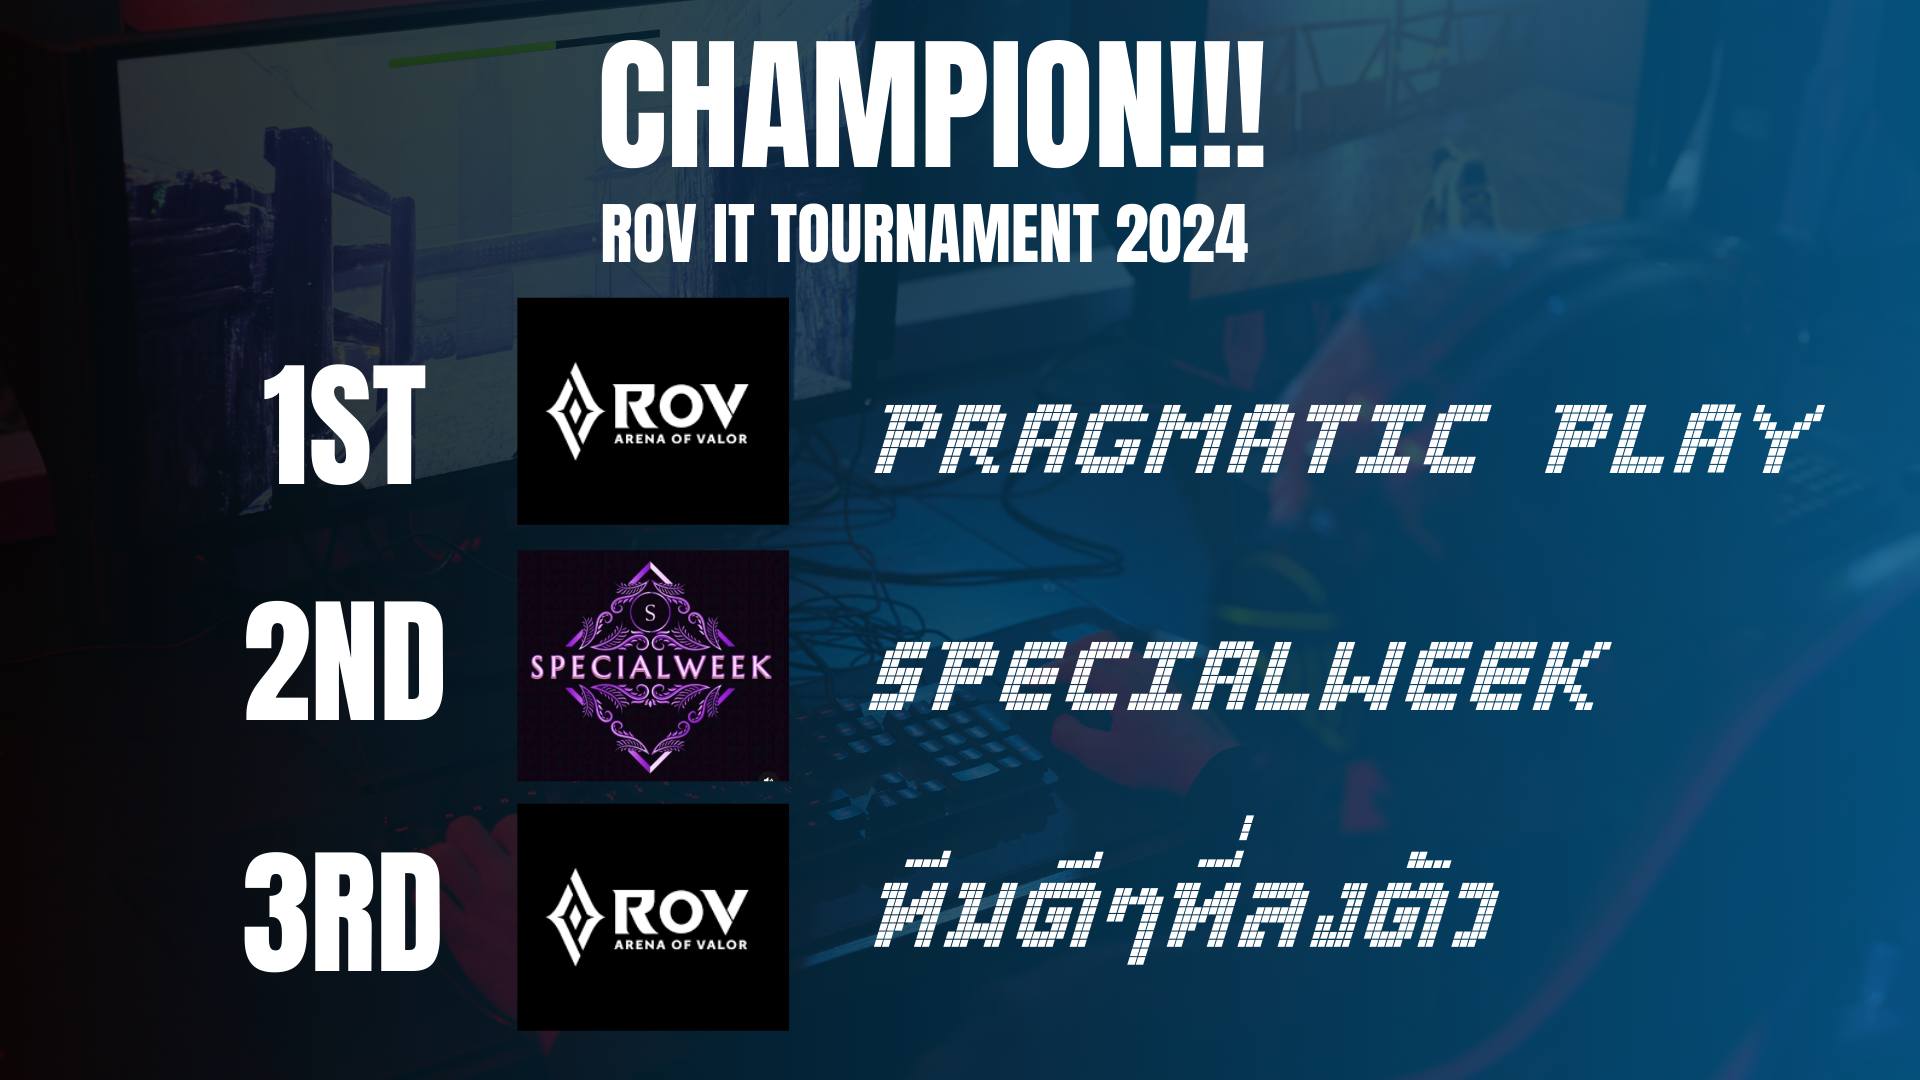 CHAMPION!!!
ROV IT TOURNAMENT 2024
1ST
ROV
ARENA OF VALOR
PRAGMATIC PLAY
2ND
S
SPECIALWEEK
SPECIALWEEK
3RD
ROV
ARENA OF VALOR
ทีมดีๆที่ลงตัว